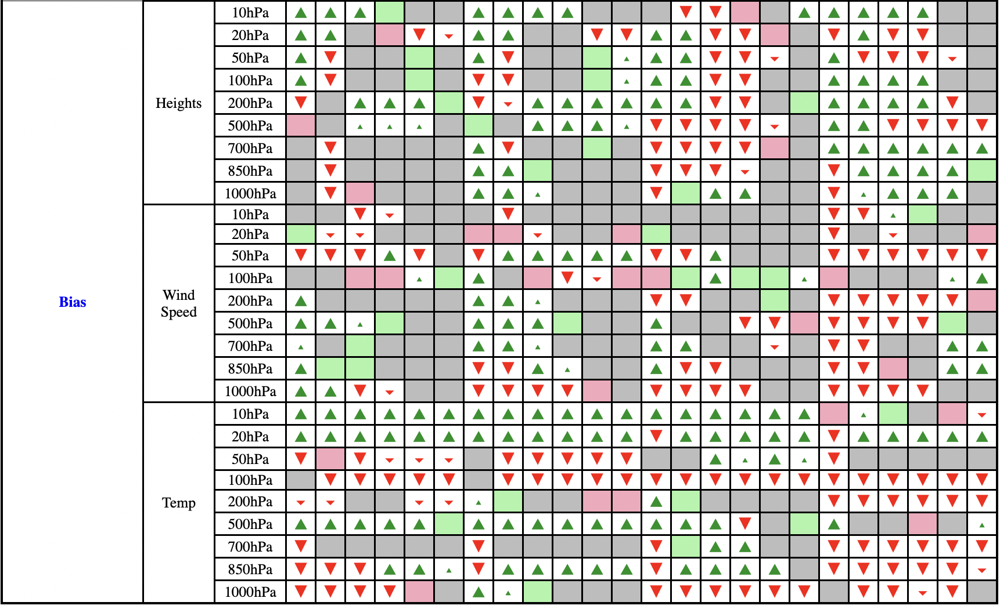 Bias
Heights
10hPa
20hPa
50hPa
100hPa
200hPa
500hPa
700hPa
850hPa
1000hPa
Wind
Speed
10hPa
20hPa
50hPa
100hPa
200hPa
500hPa
700hPa
850hPa
1000hPa
Temp
10hPa
20hPa
50hPa
100hPa
200hPa
500hPa
700hPa
850hPa
1000hPa